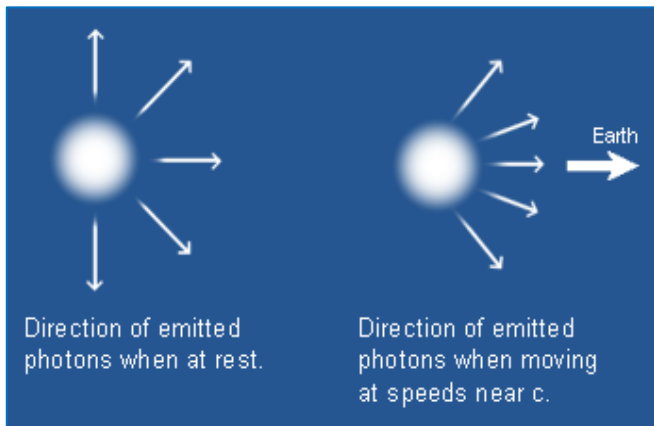 Earth
Direction of emitted
photons when at rest.
Direction of emitted
photons when moving
at speeds near c.